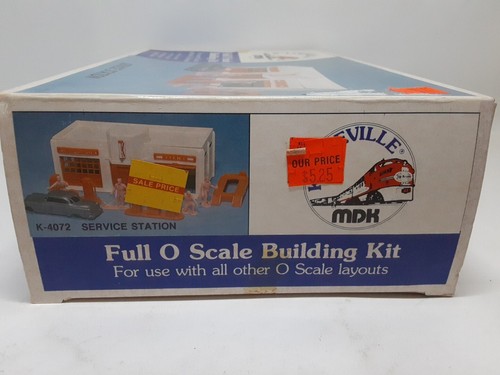 SALE PRICE
K-4072 SERVICE STATION
EVILLE®
OUR PRICE
$5.25
MDK
Full O Scale Building Kit
For use with all other O Scale layouts